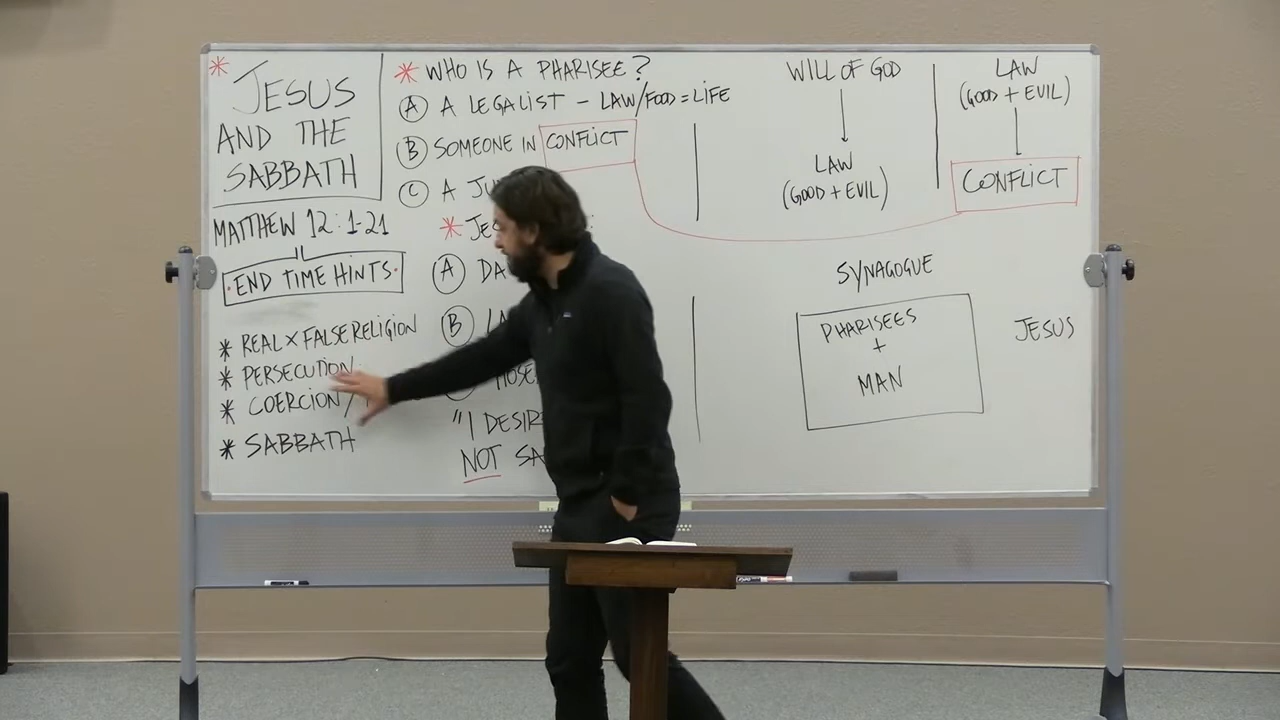 * JESUS
AND THE
SABBATH
MATTHEW 12:1-21
END TIME HINTS
* REAL X FALSE RELIGION
* PERSECUTION
* COERCION /
* SABBATH
* WHO IS A PHARISEE?
A A LEGALIST - LAW/FOOD = LIFE
B SOMEONE IN CONFLICT
C A
*
A
B
"I DESIRE
NOT
WILL OF GOD
LAW
(GOOD + EVIL)
LAW
(GOOD + EVIL)
CONFLICT
SYNAGOGUE
PHARISEES
+
MAN
JESUS